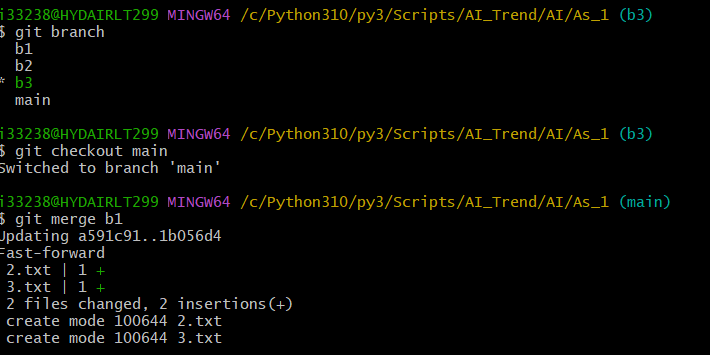 i33238@HYDAIRLT299 MINGW64 /c/Python310/py3/Scripts/AI_Trend/AI/As_1 (b3)
$ git branch
  b1
  b2
* b3
  main

i33238@HYDAIRLT299 MINGW64 /c/Python310/py3/Scripts/AI_Trend/AI/As_1 (b3)
$ git checkout main
Switched to branch 'main'

i33238@HYDAIRLT299 MINGW64 /c/Python310/py3/Scripts/AI_Trend/AI/As_1 (main)
$ git merge b1
Updating a591c91..1b056d4
Fast-forward
 2.txt | 1 +
 3.txt | 1 +
 2 files changed, 2 insertions(+)
 create mode 100644 2.txt
 create mode 100644 3.txt